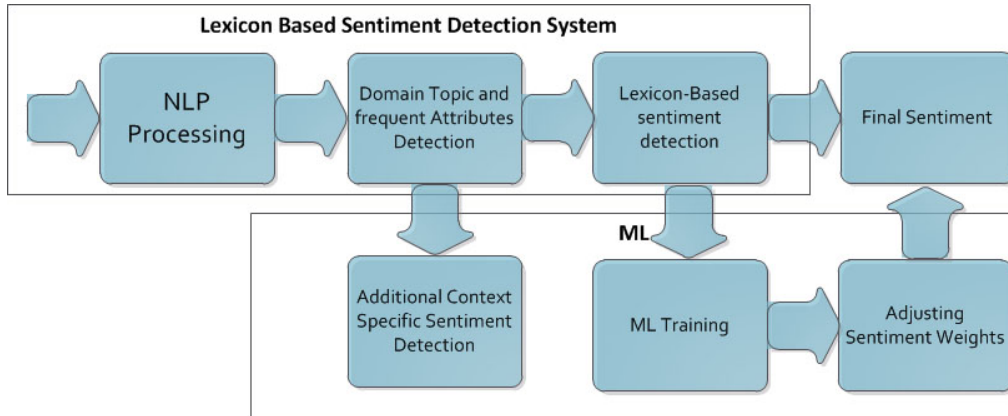 Lexicon Based Sentiment Detection System
NLP
Processing
Domain Topic and
frequent Attributes
Detection
Lexicon-Based
sentiment
detection
Final Sentiment
ML
Additional Context
Specific Sentiment
Detection
ML Training
Adjusting
Sentiment Weights